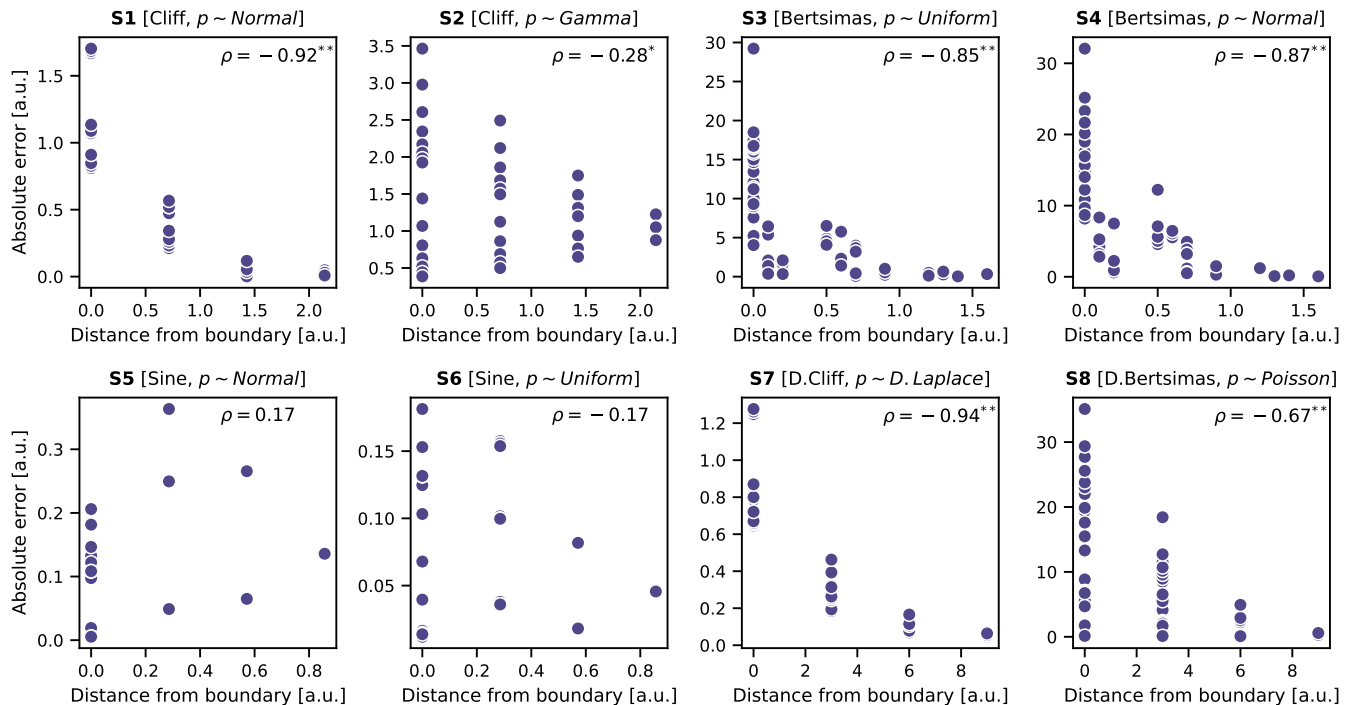 S1 [Cliff, p ~ Normal]
ρ = −0.92**
Absolute error [a.u.]
1.5
1.0
0.5
0.0
0.0 0.5 1.0 1.5 2.0
Distance from boundary [a.u.]
S2 [Cliff, p ~ Gamma]
ρ = −0.28*
3.5
3.0
2.5
2.0
1.5
1.0
0.5
0.0 0.5 1.0 1.5 2.0
Distance from boundary [a.u.]
S3 [Bertsimas, p ~ Uniform]
ρ = −0.85**
30
25
20
15
10
5
0
0.0 0.5 1.0 1.5
Distance from boundary [a.u.]
S4 [Bertsimas, p ~ Normal]
ρ = −0.87**
30
20
10
0
0.0 0.5 1.0 1.5
Distance from boundary [a.u.]
S5 [Sine, p ~ Normal]
ρ = 0.17
Absolute error [a.u.]
0.3
0.2
0.1
0.0
0.0 0.2 0.4 0.6 0.8
Distance from boundary [a.u.]
S6 [Sine, p ~ Uniform]
ρ = −0.17
0.15
0.10
0.05
0.0 0.2 0.4 0.6 0.8
Distance from boundary [a.u.]
S7 [D.Cliff, p ~ D. Laplace]
ρ = −0.94**
1.2
1.0
0.8
0.6
0.4
0.2
0.0
0 2 4 6 8
Distance from boundary [a.u.]
S8 [D.Bertsimas, p ~ Poisson]
ρ = −0.67**
30
20
10
0
0 2 4 6 8
Distance from boundary [a.u.]